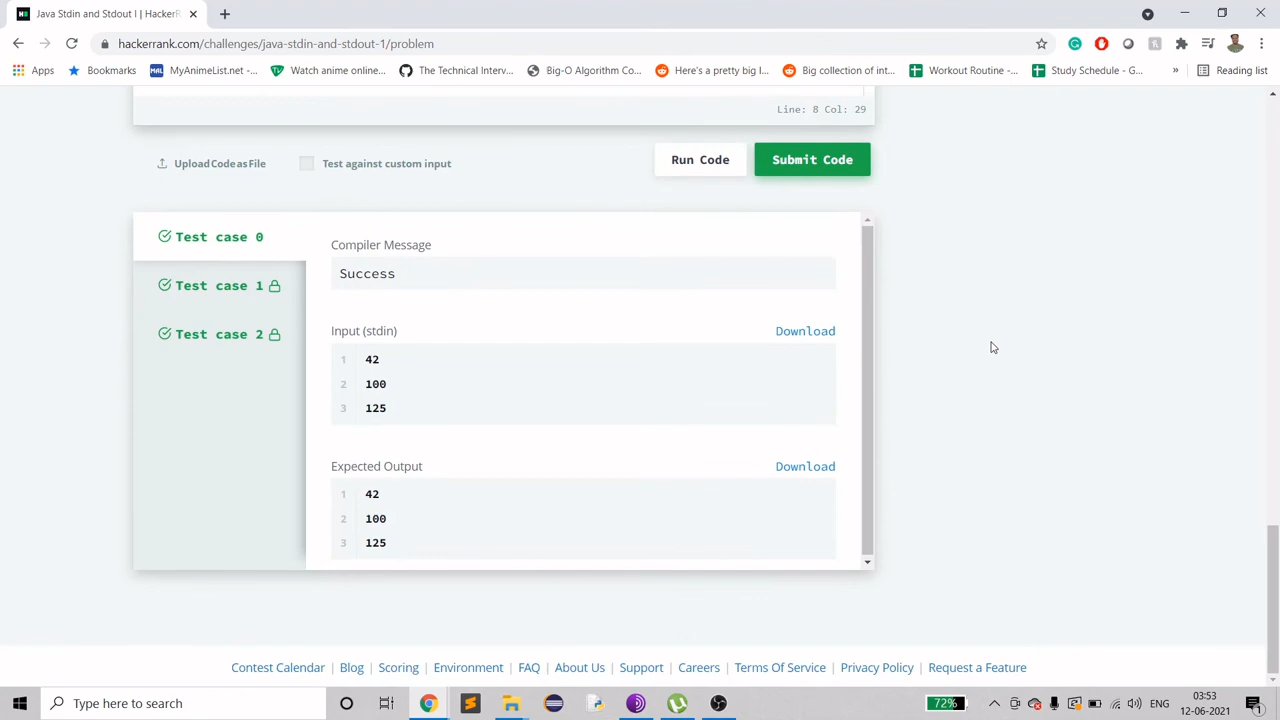 Java Stdin and Stdout I | HackerR
hackerrank.com/challenges/java-stdin-and-stdout-1/problem
Apps Bookmarks MyAnimeList.net -... Watch anime online... The Technical Interv... Big-O Algorithm Co... Here's a pretty big l... Big collection of int... Workout Routine -... Study Schedule - G... » Reading list
Line: 8 Col: 29
Upload Code as File Test against custom input Run Code Submit Code
Test case 0
Test case 1
Test case 2
Compiler Message
Success
Input (stdin) Download
1 42
2 100
3 125
Expected Output Download
1 42
2 100
3 125
Contest Calendar | Blog | Scoring | Environment | FAQ | About Us | Support | Careers | Terms Of Service | Privacy Policy | Request a Feature
Type here to search
72%
ENG
03:53
12-06-2021
1